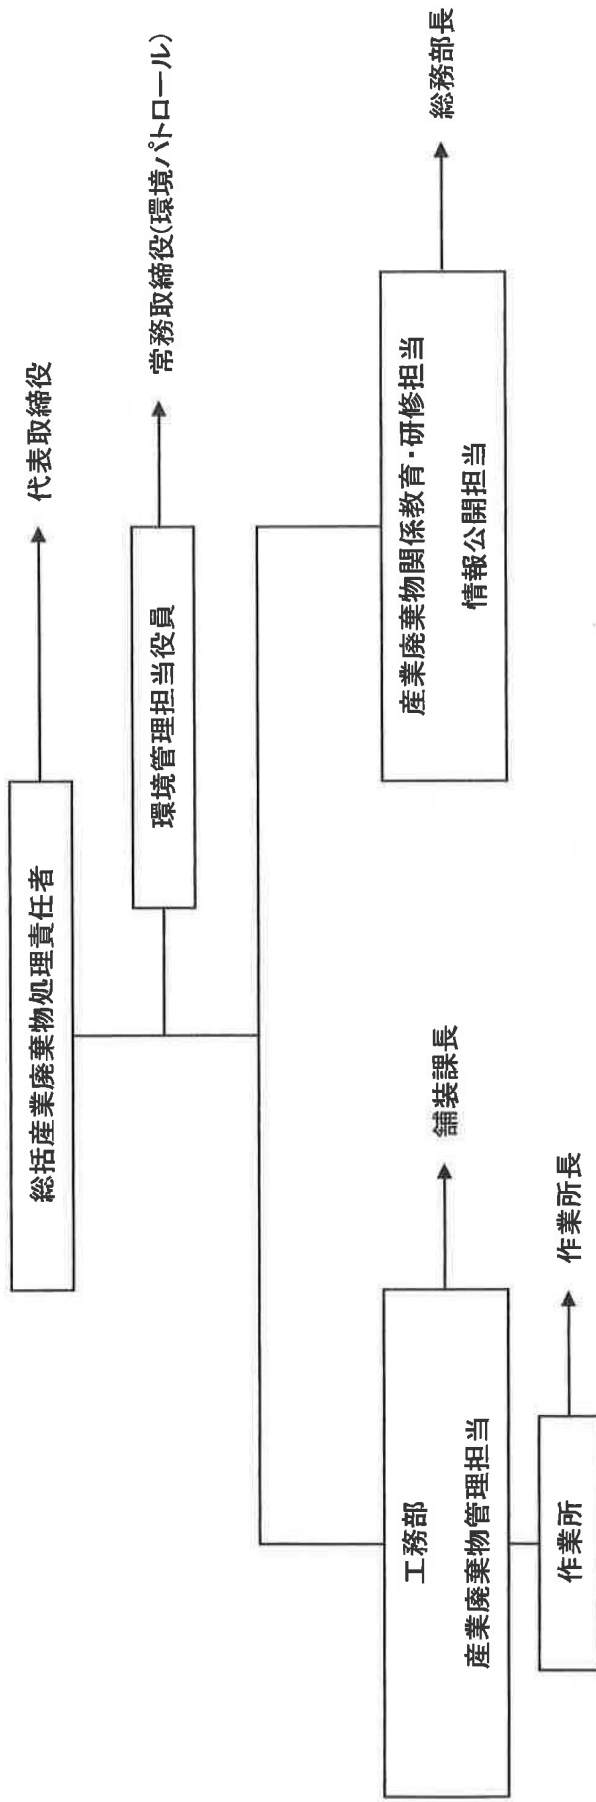 総括産業廃棄物処理責任者
代表取締役
環境管理担当役員
常務取締役(環境パトロール)
工務部
産業廃棄物管理担当
舗装課長
産業廃棄物関係教育・研修担当
情報公開担当
総務部長
作業所
作業所長